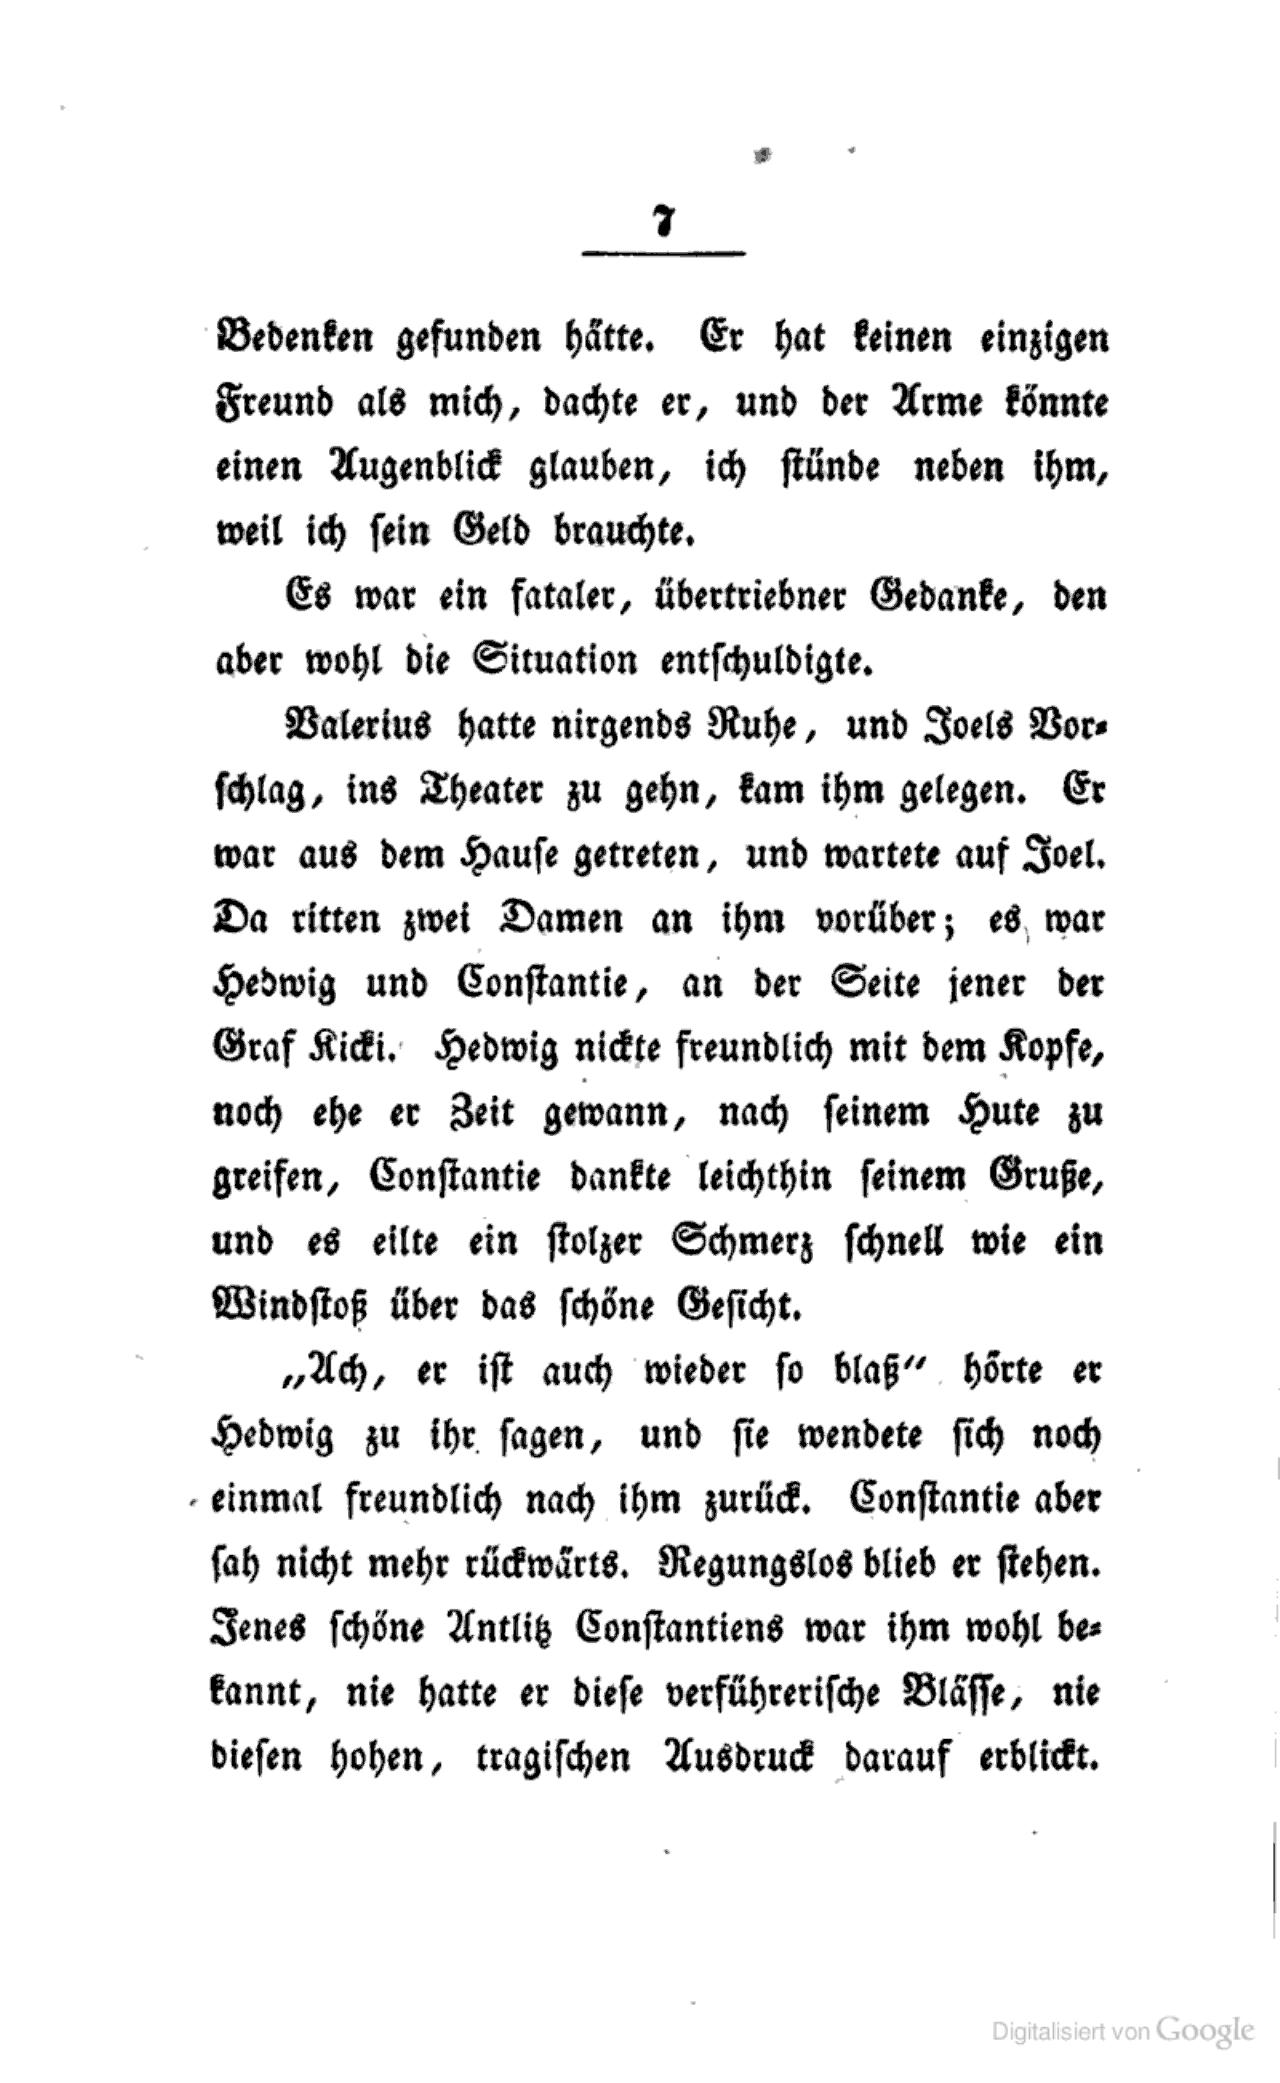 7
Bedenken gefunden hätte. Er hat keinen einzigen
Freund als mich, dachte er, und der Arme könnte
einen Augenblick glauben, ich stünde neben ihm,
weil ich sein Geld brauchte.
Es war ein fataler, übertriebner Gedanke, den
aber wohl die Situation entschuldigte.
Valerius hatte nirgends Ruhe, und Joels Vor-
schlag, ins Theater zu gehn, kam ihm gelegen. Er
war aus dem Hause getreten, und wartete auf Joel.
Da ritten zwei Damen an ihm vorüber; es war
Hedwig und Constantie, an der Seite jener der
Graf Kicki. Hedwig nickte freundlich mit dem Kopfe,
noch ehe er Zeit gewann, nach seinem Hute zu
greifen, Constantie dankte leichthin seinem Gruße,
und es eilte ein stolzer Schmerz schnell wie ein
Windstoß über das schöne Gesicht.
„Ach, er ist auch wieder so blaß“ hörte er
Hedwig zu ihr sagen, und sie wendete sich noch
einmal freundlich nach ihm zurück. Constantie aber
sah nicht mehr rückwärts. Regungslos blieb er stehen.
Jenes schöne Antlitz Constantiens war ihm wohl be-
kannt, nie hatte er diese verführerische Blässe, nie
diesen hohen, tragischen Ausdruck darauf erblickt.
Digitalisiert von Google